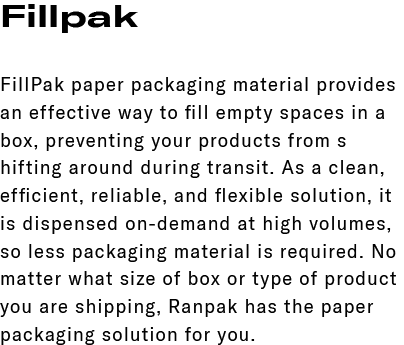 Fillpak
FillPak paper packaging material provides
an effective way to fill empty spaces in a
box, preventing your products from s
hifting around during transit. As a clean,
efficient, reliable, and flexible solution, it
is dispensed on-demand at high volumes,
so less packaging material is required. No
matter what size of box or type of product
you are shipping, Ranpak has the paper
packaging solution for you.